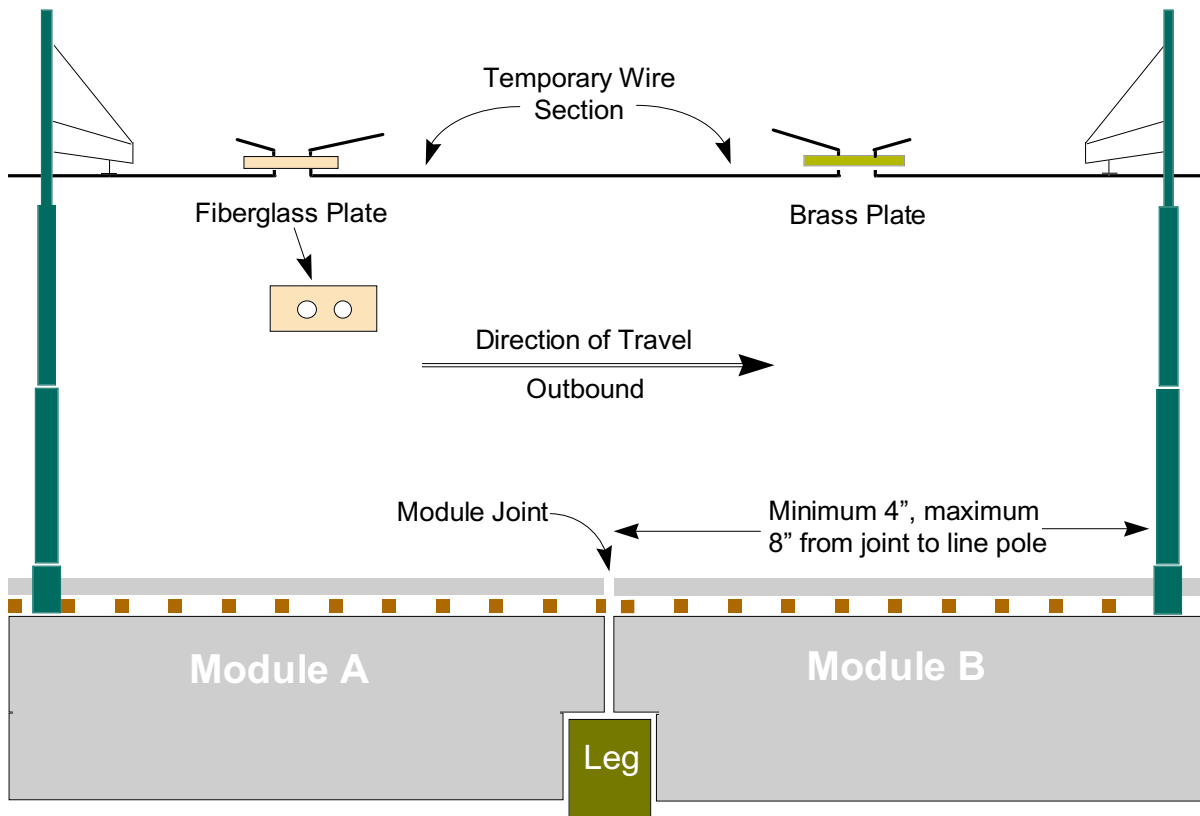 Temporary Wire
Section
Fiberglass Plate
Brass Plate
Direction of Travel
Outbound
Module Joint
Minimum 4”, maximum
8” from joint to line pole
Module A
Module B
Leg